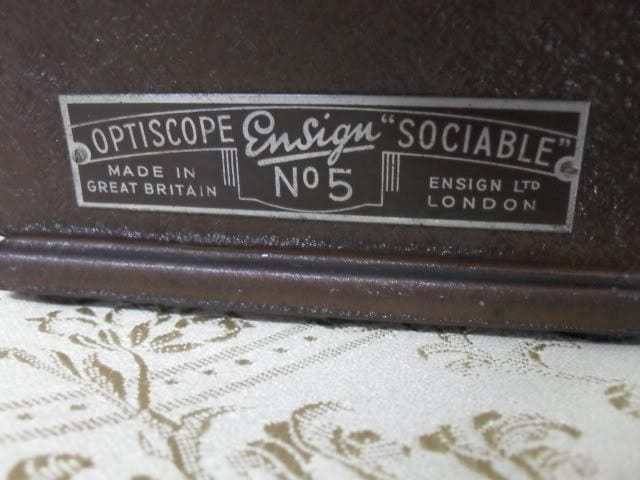 OPTISCOPE Ensign "SOCIABLE"
MADE IN
GREAT BRITAIN
No 5
ENSIGN LTD
LONDON